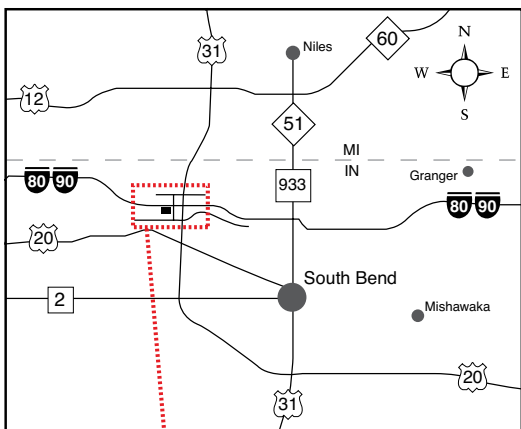 60
31
Niles
N
W E
S
12
51
MI
IN
Granger
80 90
933
80 90
20
South Bend
2
Mishawaka
20
31